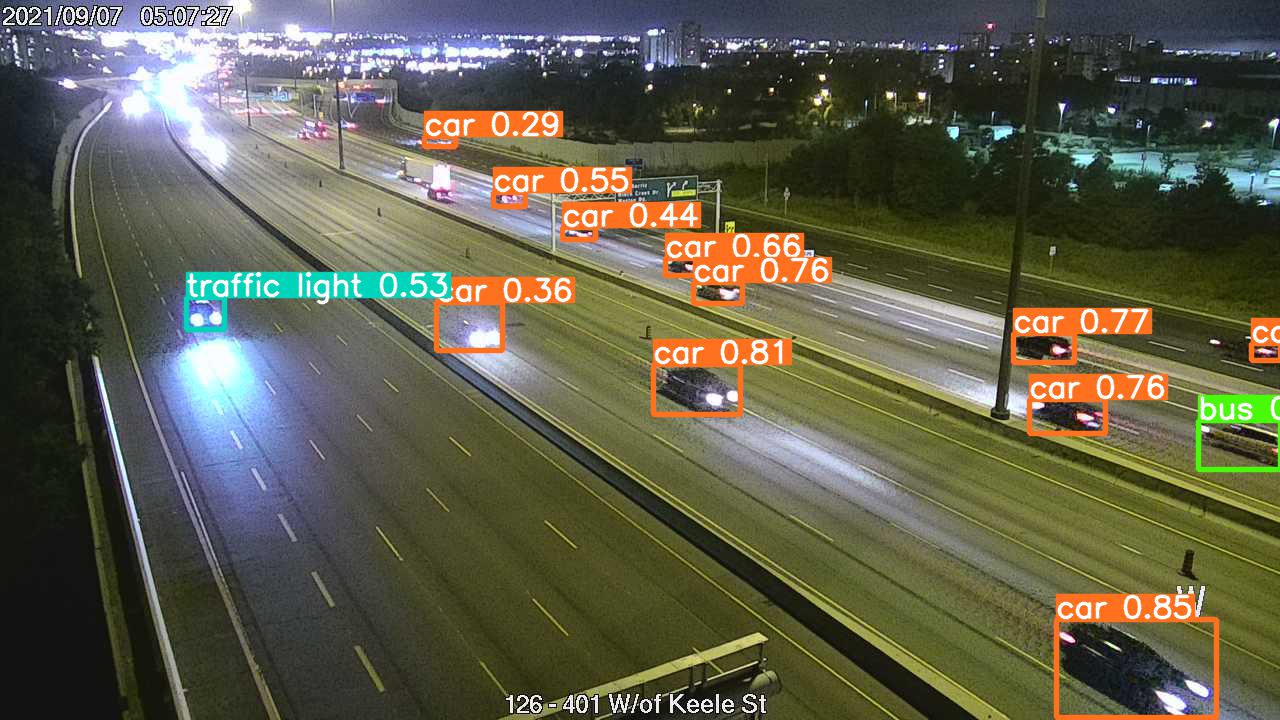 2021/09/07 05:07:27
car 0.29
car 0.55
car 0.44
car 0.66
car 0.76
traffic light 0.53
car 0.36
car 0.77
car 0.81
car 0.76
bus
car 0.85
W
126 - 401 W/of Keele St